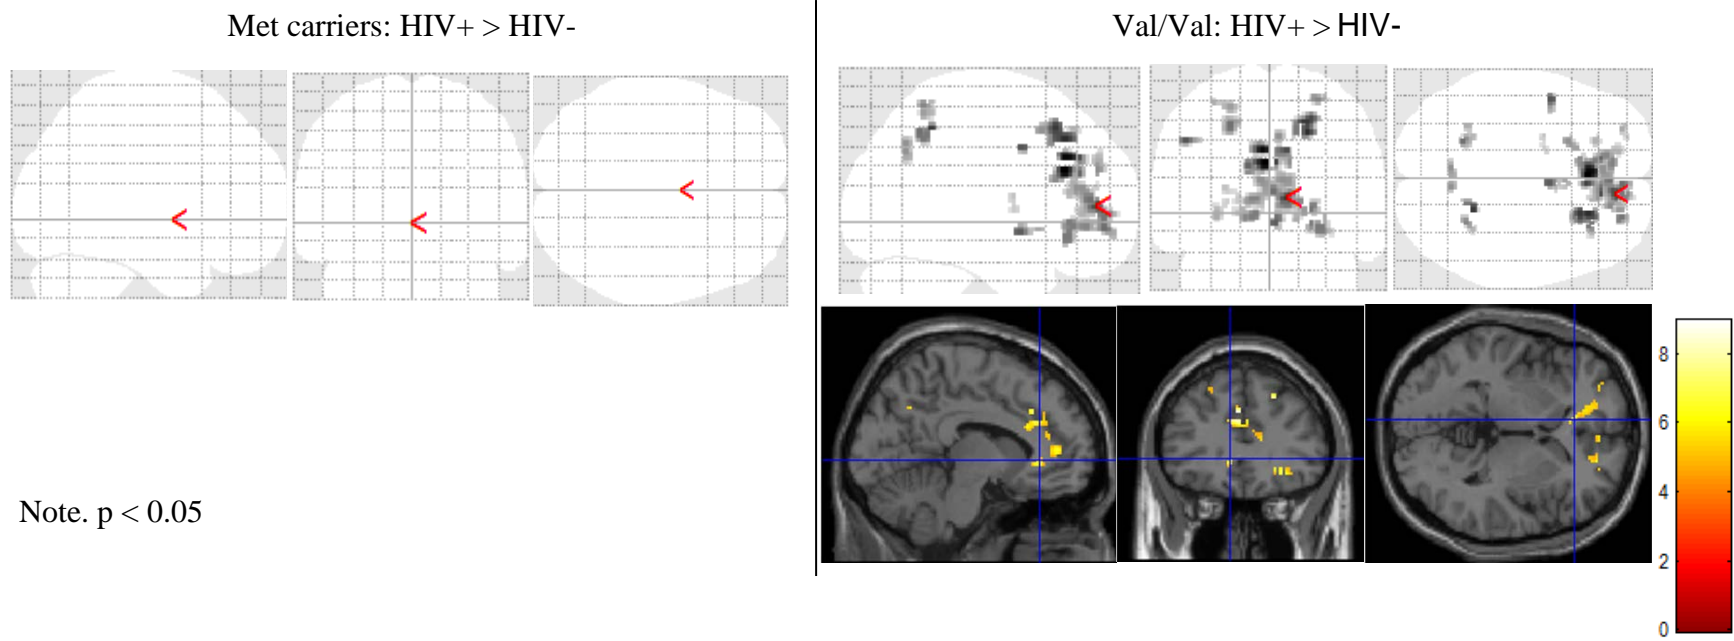 Met carriers: HIV+ > HIV-
Val/Val: HIV+ > HIV-
8
6
4
2
0
Note. p < 0.05